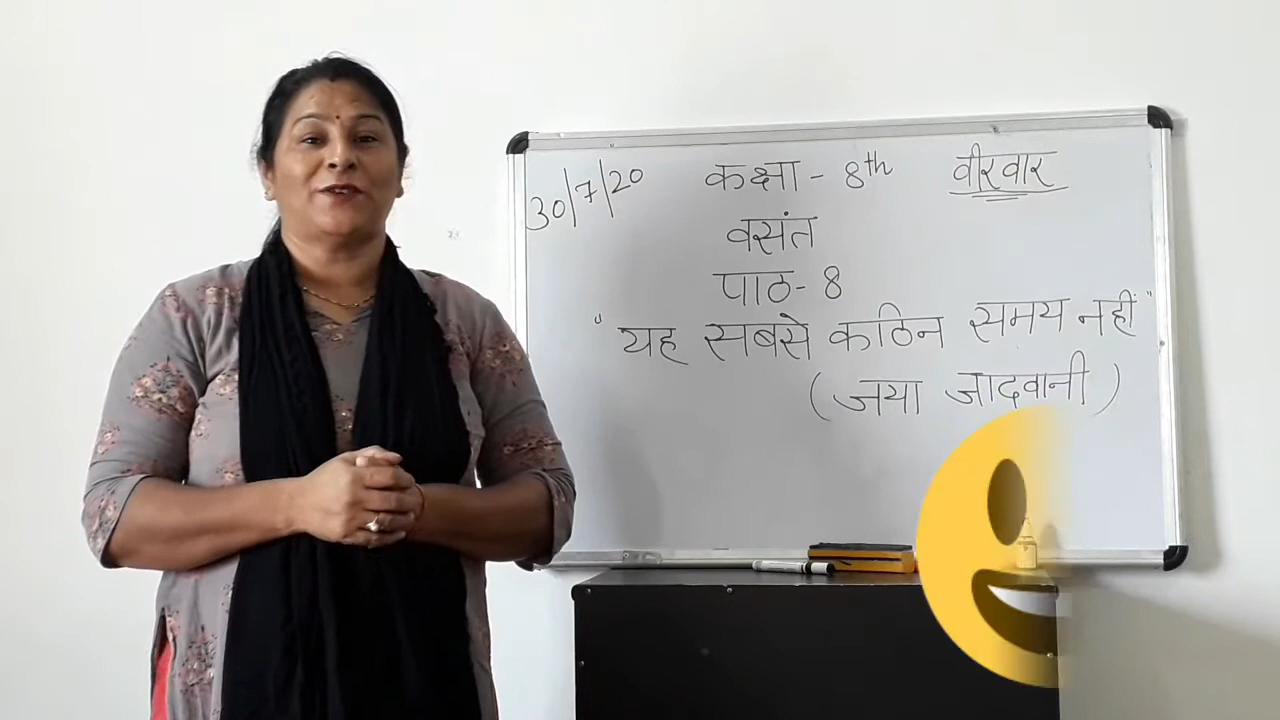 30/7/20 कक्षा - 8th वीरवार
वसंत
पाठ - 8
" यह सबसे कठिन समय नहीं "
( जया जादवानी )